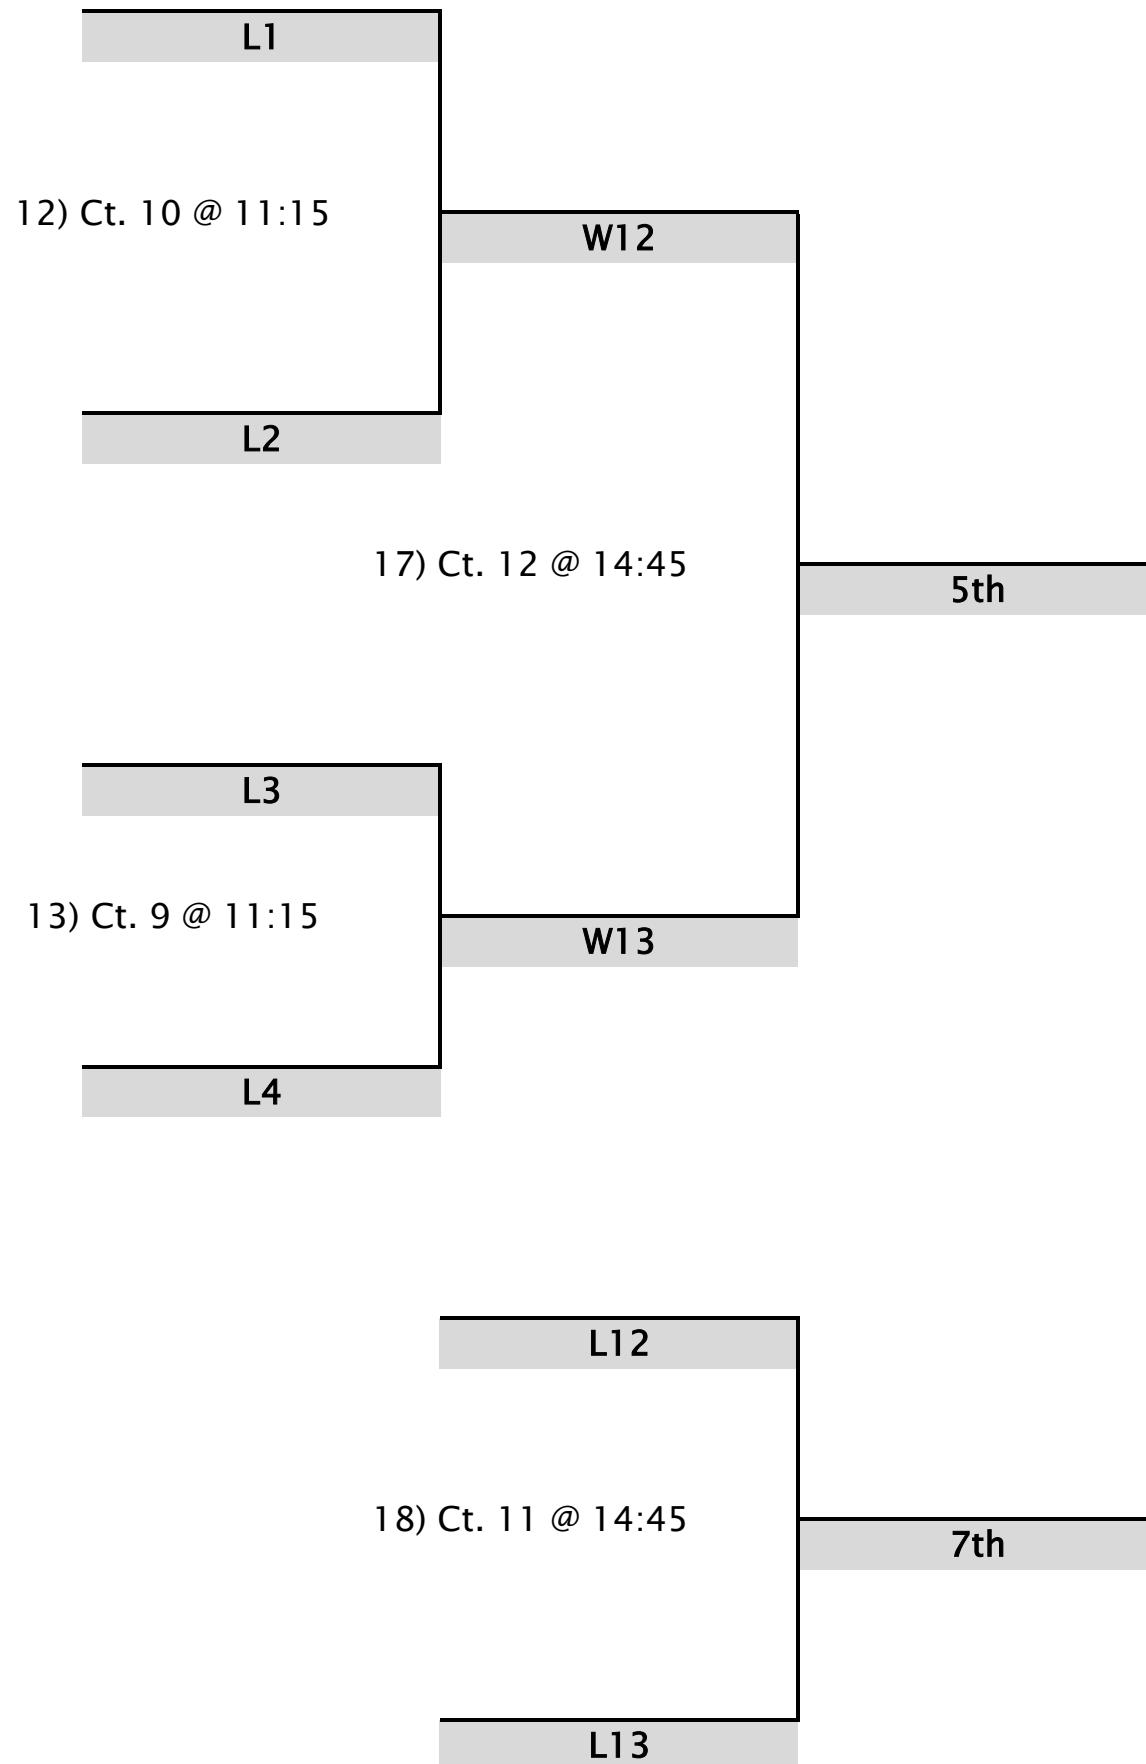 L1
12) Ct. 10 @ 11:15
W12
L2
17) Ct. 12 @ 14:45
5th
L3
13) Ct. 9 @ 11:15
W13
L4
L12
18) Ct. 11 @ 14:45
7th
L13